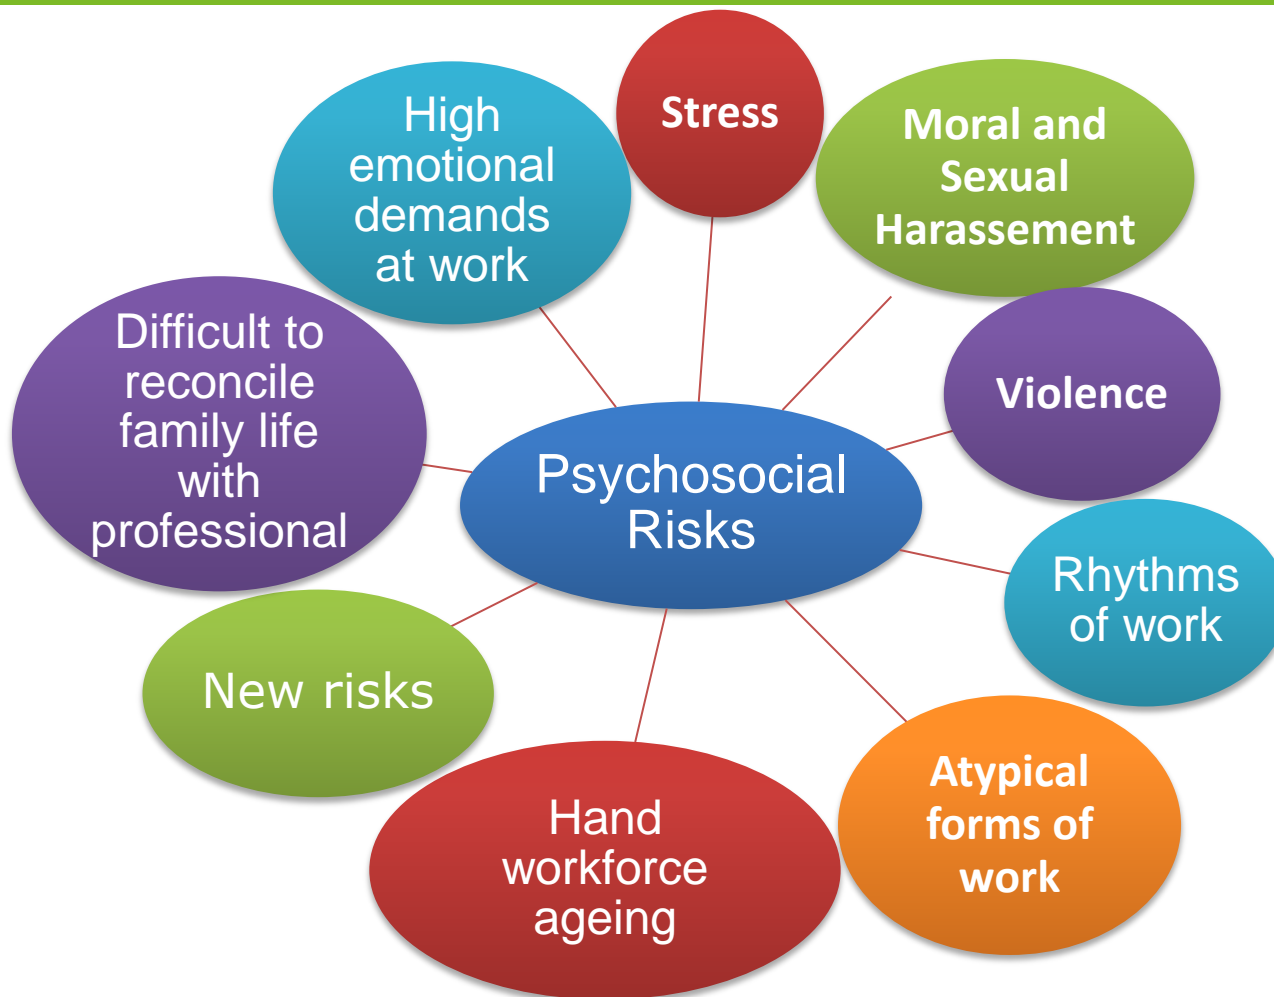 Stress
Moral and
Sexual
Harassement
Violence
Rhythms
of work
Atypical
forms of
work
Hand
workforce
ageing
New risks
Difficult to
reconcile
family life
with
professional
High
emotional
demands
at work
Psychosocial
Risks